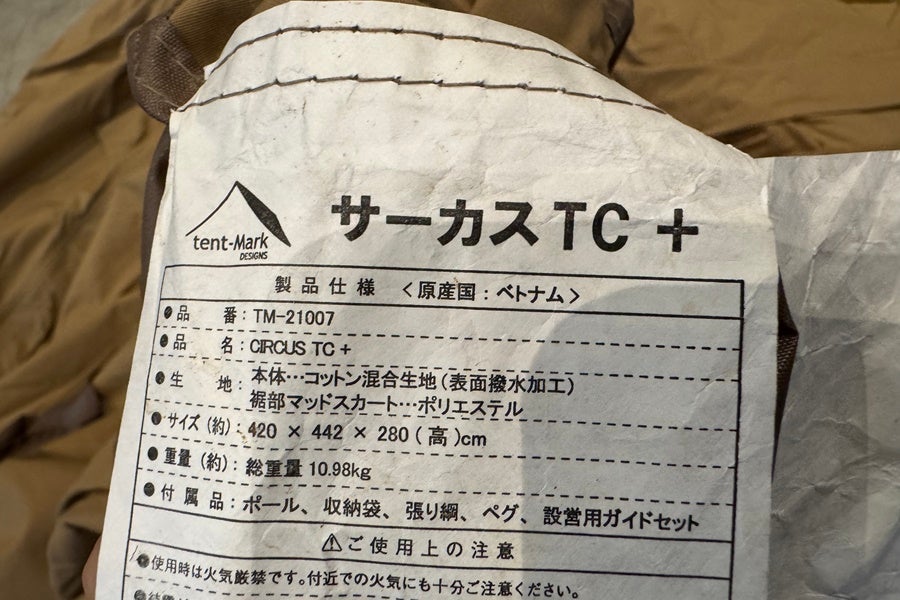 tent-Mark
DESIGNS
サーカスTC＋
製品仕様 〈原産国：ベトナム〉
●品　番：TM-21007
●品　名：CIRCUS TC +
●生　地：本体…コットン混合生地（表面撥水加工）
裾部マッドスカート…ポリエステル
●サイズ（約）：420 × 442 × 280（高）cm
●重量（約）：総重量 10.98kg
●付属品：ポール、収納袋、張り綱、ペグ、設営用ガイドセット
⚠ご使用上の注意
●使用時は火気厳禁です。付近での火気にも十分ご注意ください。